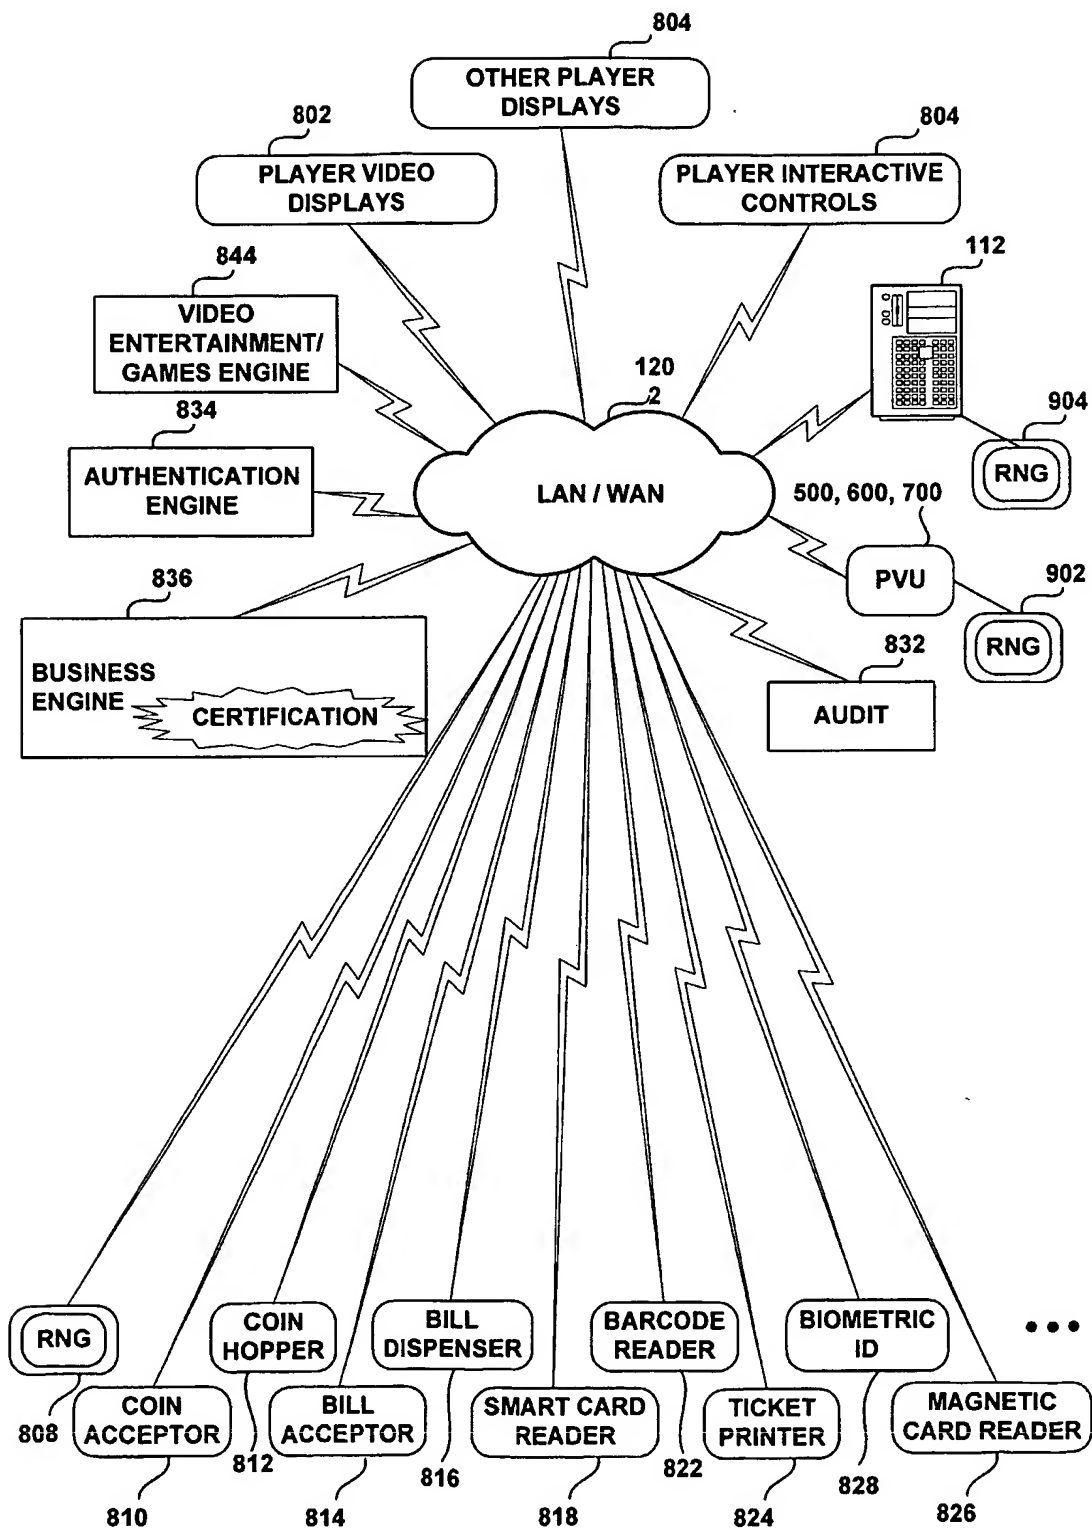 804
OTHER PLAYER
DISPLAYS
802
PLAYER VIDEO
DISPLAYS
804
PLAYER INTERACTIVE
CONTROLS
844
VIDEO
ENTERTAINMENT/
GAMES ENGINE
112
120
2
904
RNG
834
AUTHENTICATION
ENGINE
LAN / WAN
500, 600, 700
PVU
902
RNG
836
BUSINESS
ENGINE
CERTIFICATION
832
AUDIT
RNG
COIN
HOPPER
BILL
DISPENSER
BARCODE
READER
BIOMETRIC
ID
•••
COIN
ACCEPTOR
BILL
ACCEPTOR
SMART CARD
READER
TICKET
PRINTER
MAGNETIC
CARD READER
808
812
816
822
828
810
814
818
824
826